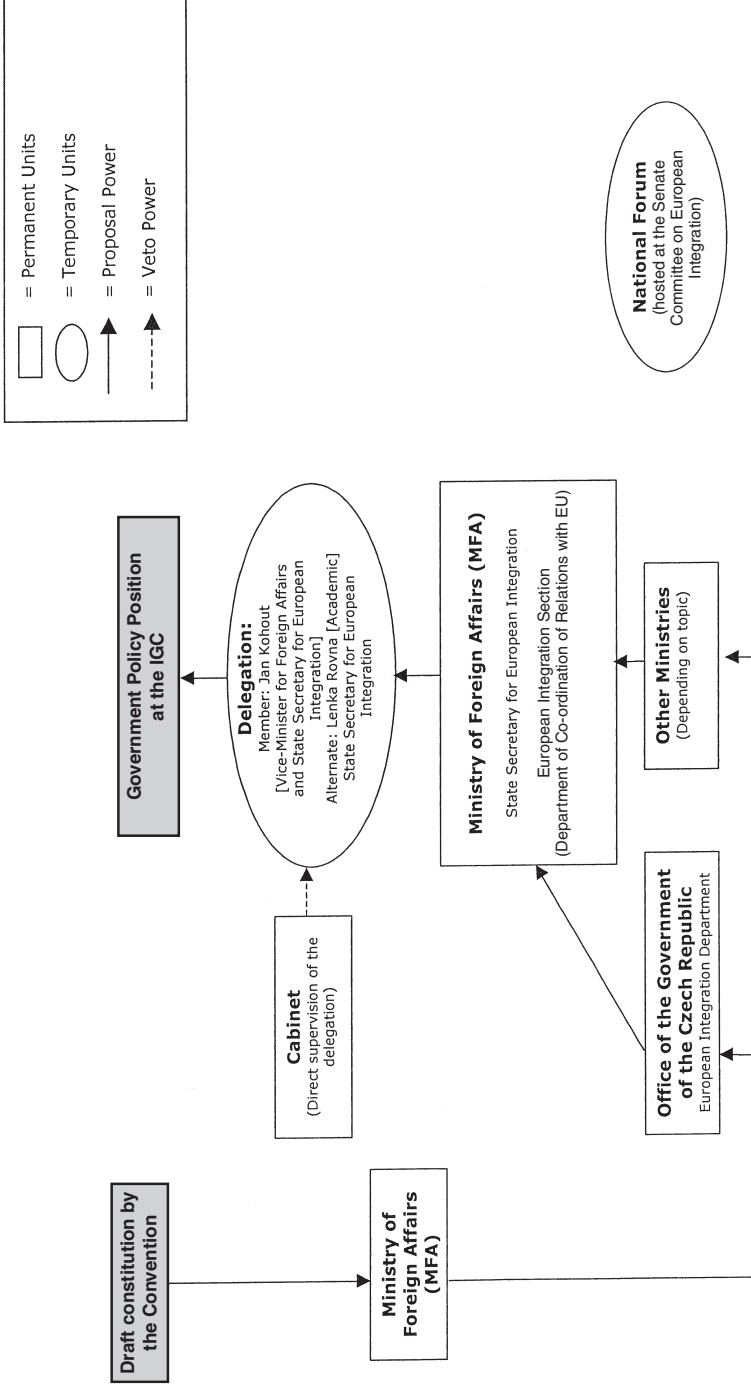 = Permanent Units
= Temporary Units
= Proposal Power
= Veto Power
National Forum
(hosted at the Senate
Committee on European
Integration)
Government Policy Position
at the IGC
Delegation:
Member: Jan Kohout
[Vice-Minister for Foreign Affairs
and State Secretary for European
Integration]
Alternate: Lenka Rovna [Academic]
State Secretary for European
Integration
Ministry of Foreign Affairs (MFA)
State Secretary for European Integration
European Integration Section
(Department of Co-ordination of Relations with EU)
Other Ministries
(Depending on topic)
Cabinet
(Direct supervision of the
delegation)
Office of the Government
of the Czech Republic
European Integration Department
Draft constitution by
the Convention
Ministry of
Foreign Affairs
(MFA)